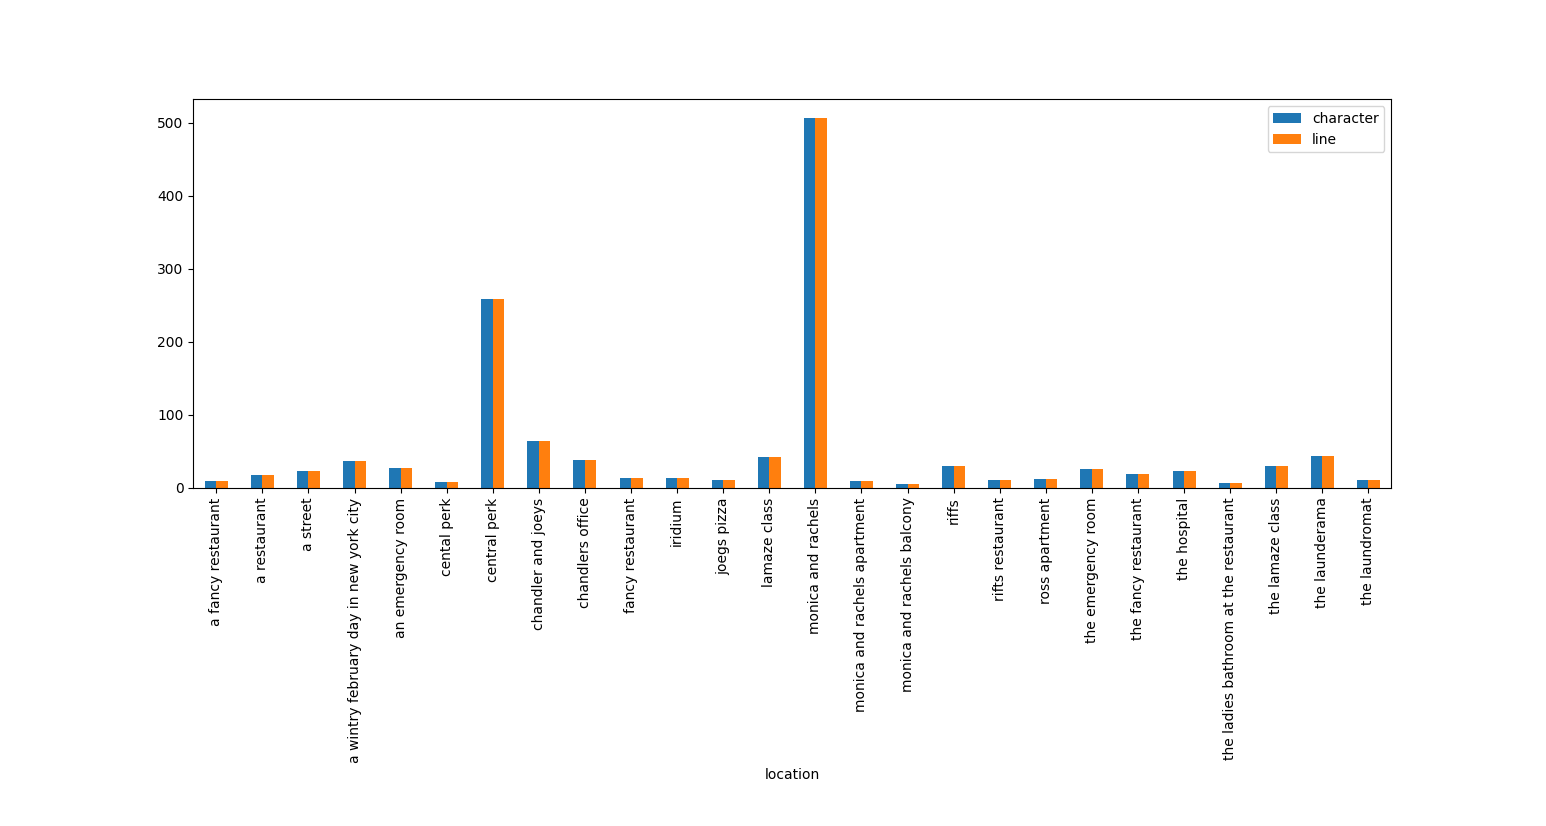 500
400
300
200
100
0
character
line
a fancy restaurant
a restaurant
a street
a wintry february day in new york city
an emergency room
cental perk
central perk
chandler and joeys
chandlers office
fancy restaurant
iridium
joegs pizza
lamaze class
monica and rachels
monica and rachels apartment
monica and rachels balcony
riffs
rifts restaurant
ross apartment
the emergency room
the fancy restaurant
the hospital
the ladies bathroom at the restaurant
the lamaze class
the launderama
the laundromat
location